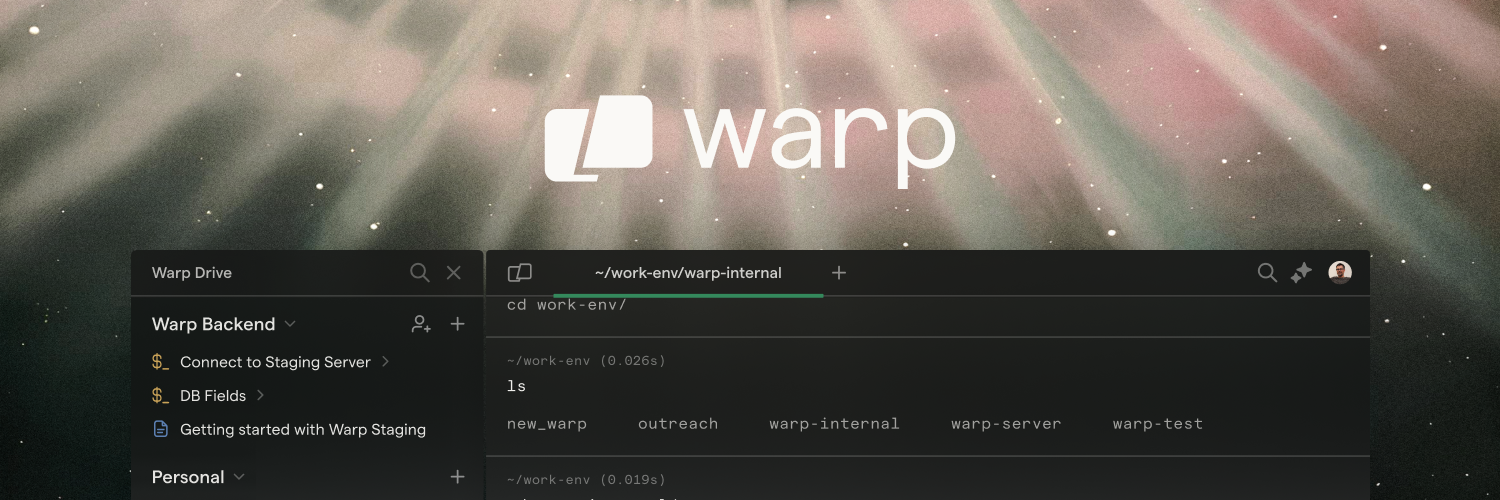 warp
Warp Drive
Warp Backend
$_ Connect to Staging Server
$_ DB Fields
Getting started with Warp Staging
Personal
~/work-env/warp-internal
cd work-env/
~/work-env (0.026s)
ls
new_warp outreach warp-internal warp-server warp-test
~/work-env (0.019s)